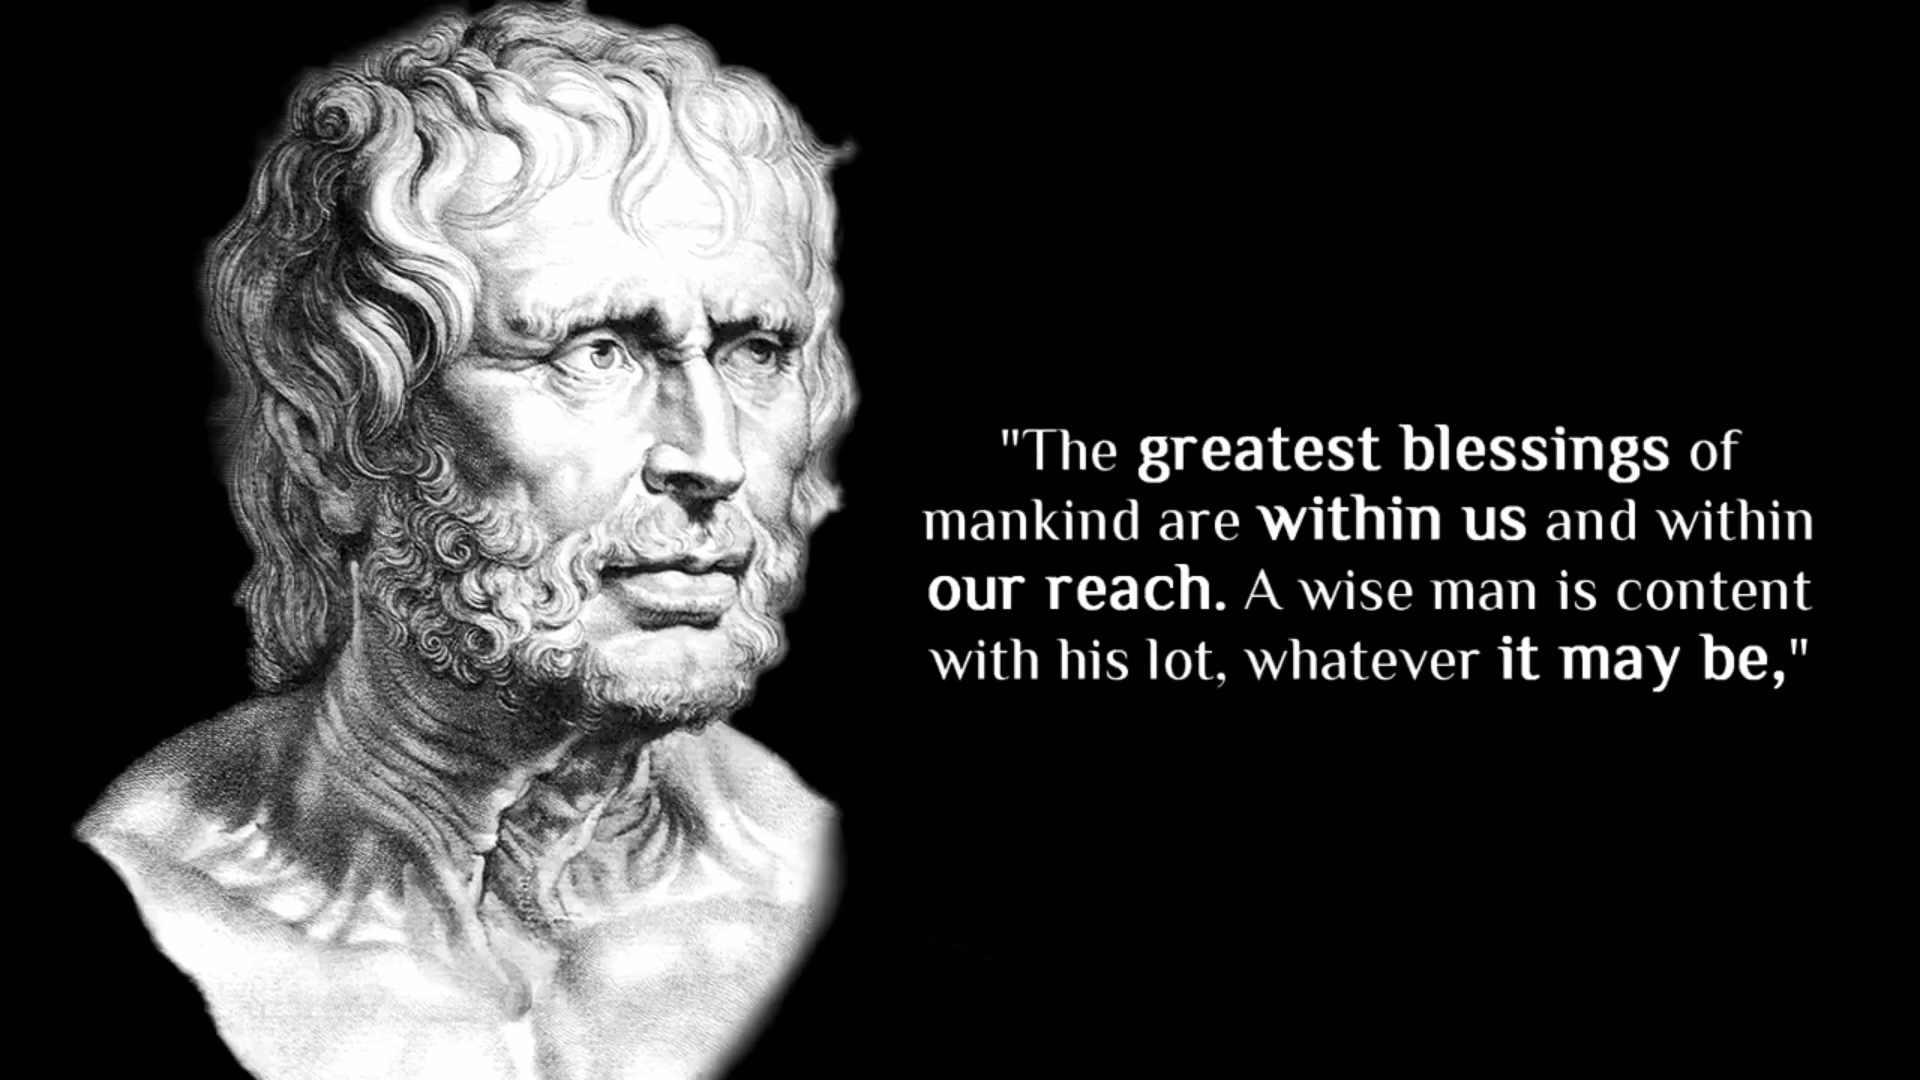 "The greatest blessings of
mankind are within us and within
our reach. A wise man is content
with his lot, whatever it may be,"